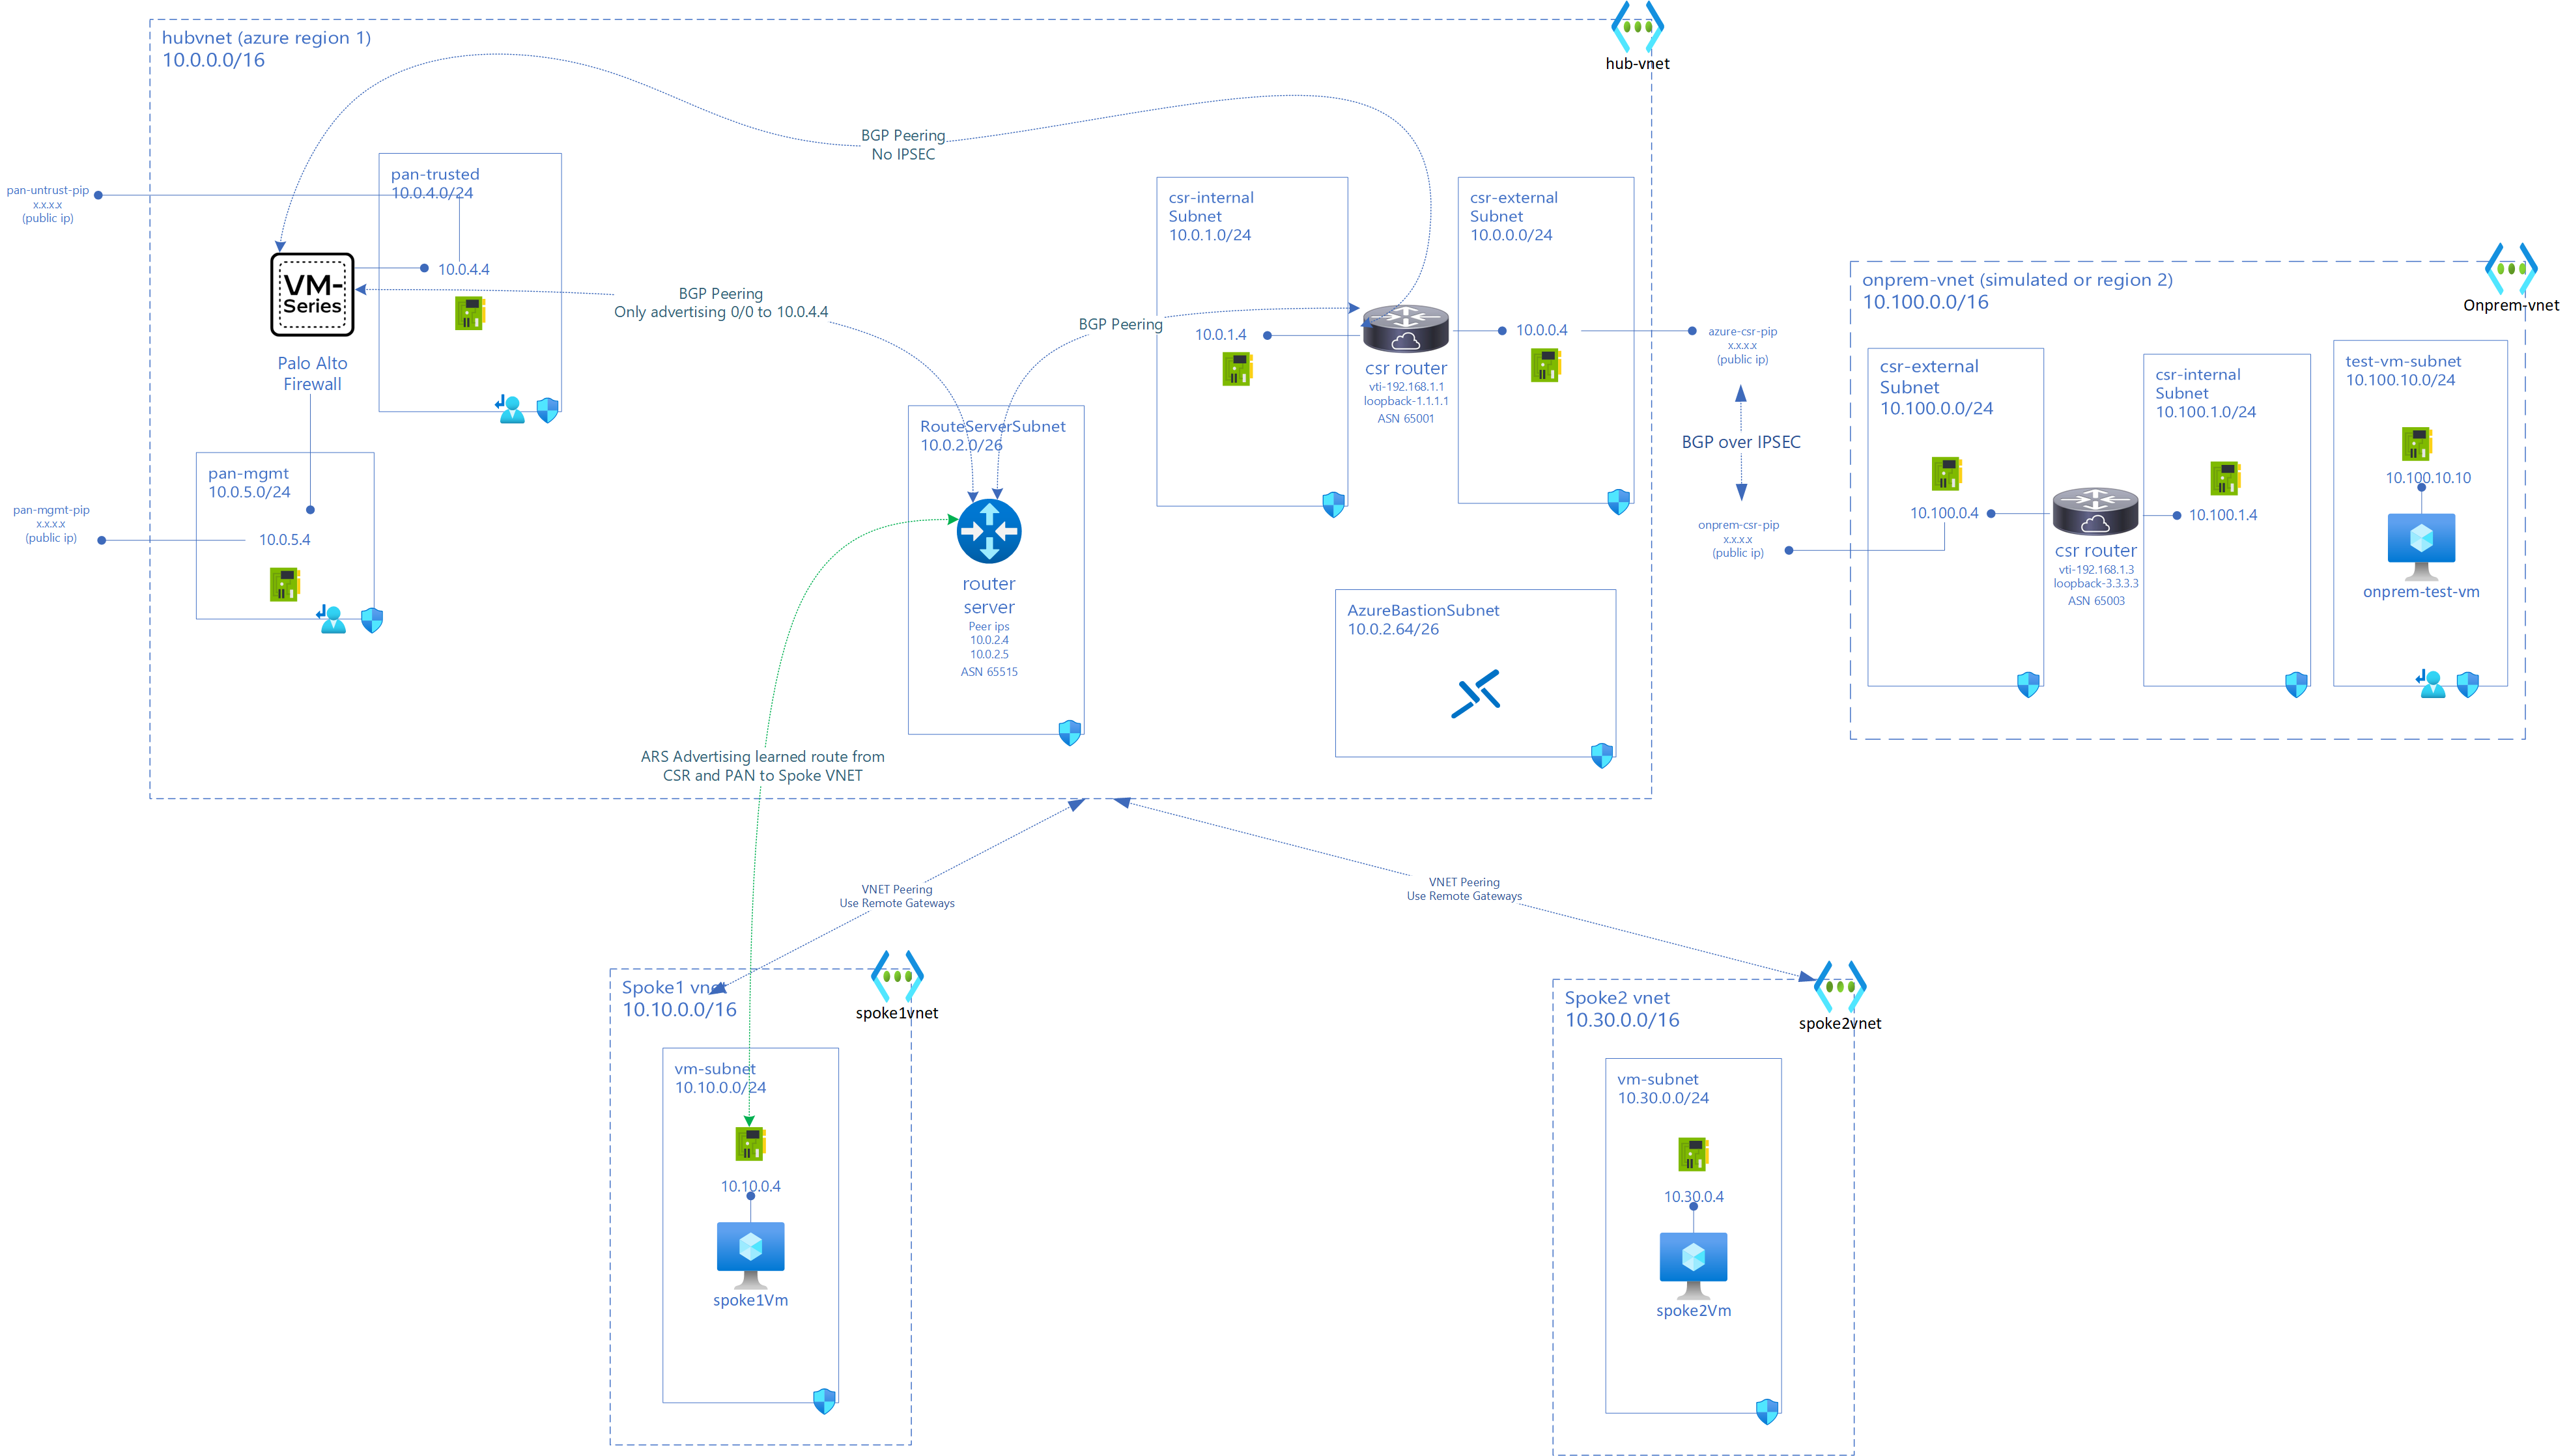 hubvnet (azure region 1)
10.0.0.0/16
hub-vnet
BGP Peering
No IPSEC
pan-untrust-pip
x.x.x.x
(public ip)
pan-trusted
10.0.4.0/24
10.0.4.4
VM-
Series
Palo Alto
Firewall
BGP Peering
Only advertising 0/0 to 10.0.4.4
pan-mgmt
10.0.5.0/24
10.0.5.4
pan-mgmt-pip
x.x.x.x
(public ip)
RouteServerSubnet
10.0.2.0/26
router
server
Peer ips
10.0.2.4
10.0.2.5
ASN 65515
BGP Peering
csr-internal
Subnet
10.0.1.0/24
10.0.1.4
csr router
vti-192.168.1.1
loopback-1.1.1.1
ASN 65001
csr-external
Subnet
10.0.0.0/24
10.0.0.4
azure-csr-pip
x.x.x.x
(public ip)
BGP over IPSEC
onprem-csr-pip
x.x.x.x
(public ip)
AzureBastionSubnet
10.0.2.64/26
onprem-vnet (simulated or region 2)
10.100.0.0/16
Onprem-vnet
csr-external
Subnet
10.100.0.0/24
10.100.0.4
csr router
vti-192.168.1.3
loopback-3.3.3.3
ASN 65003
csr-internal
Subnet
10.100.1.0/24
10.100.1.4
test-vm-subnet
10.100.10.0/24
10.100.10.10
onprem-test-vm
ARS Advertising learned route from
CSR and PAN to Spoke VNET
VNET Peering
Use Remote Gateways
VNET Peering
Use Remote Gateways
Spoke1 vnet
10.10.0.0/16
spoke1vnet
vm-subnet
10.10.0.0/24
10.10.0.4
spoke1Vm
Spoke2 vnet
10.30.0.0/16
spoke2vnet
vm-subnet
10.30.0.0/24
10.30.0.4
spoke2Vm